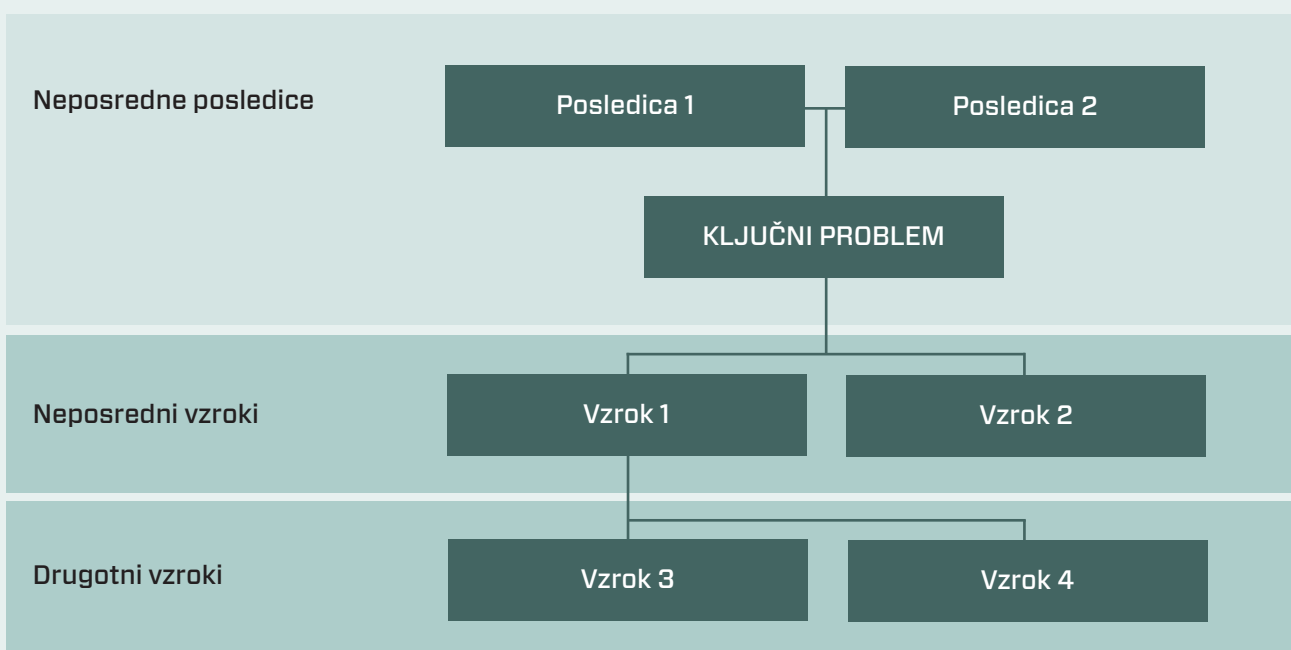 Neposredne posledice
Posledica 1
Posledica 2
KLJUČNI PROBLEM
Neposredni vzroki
Vzrok 1
Vzrok 2
Drugotni vzroki
Vzrok 3
Vzrok 4